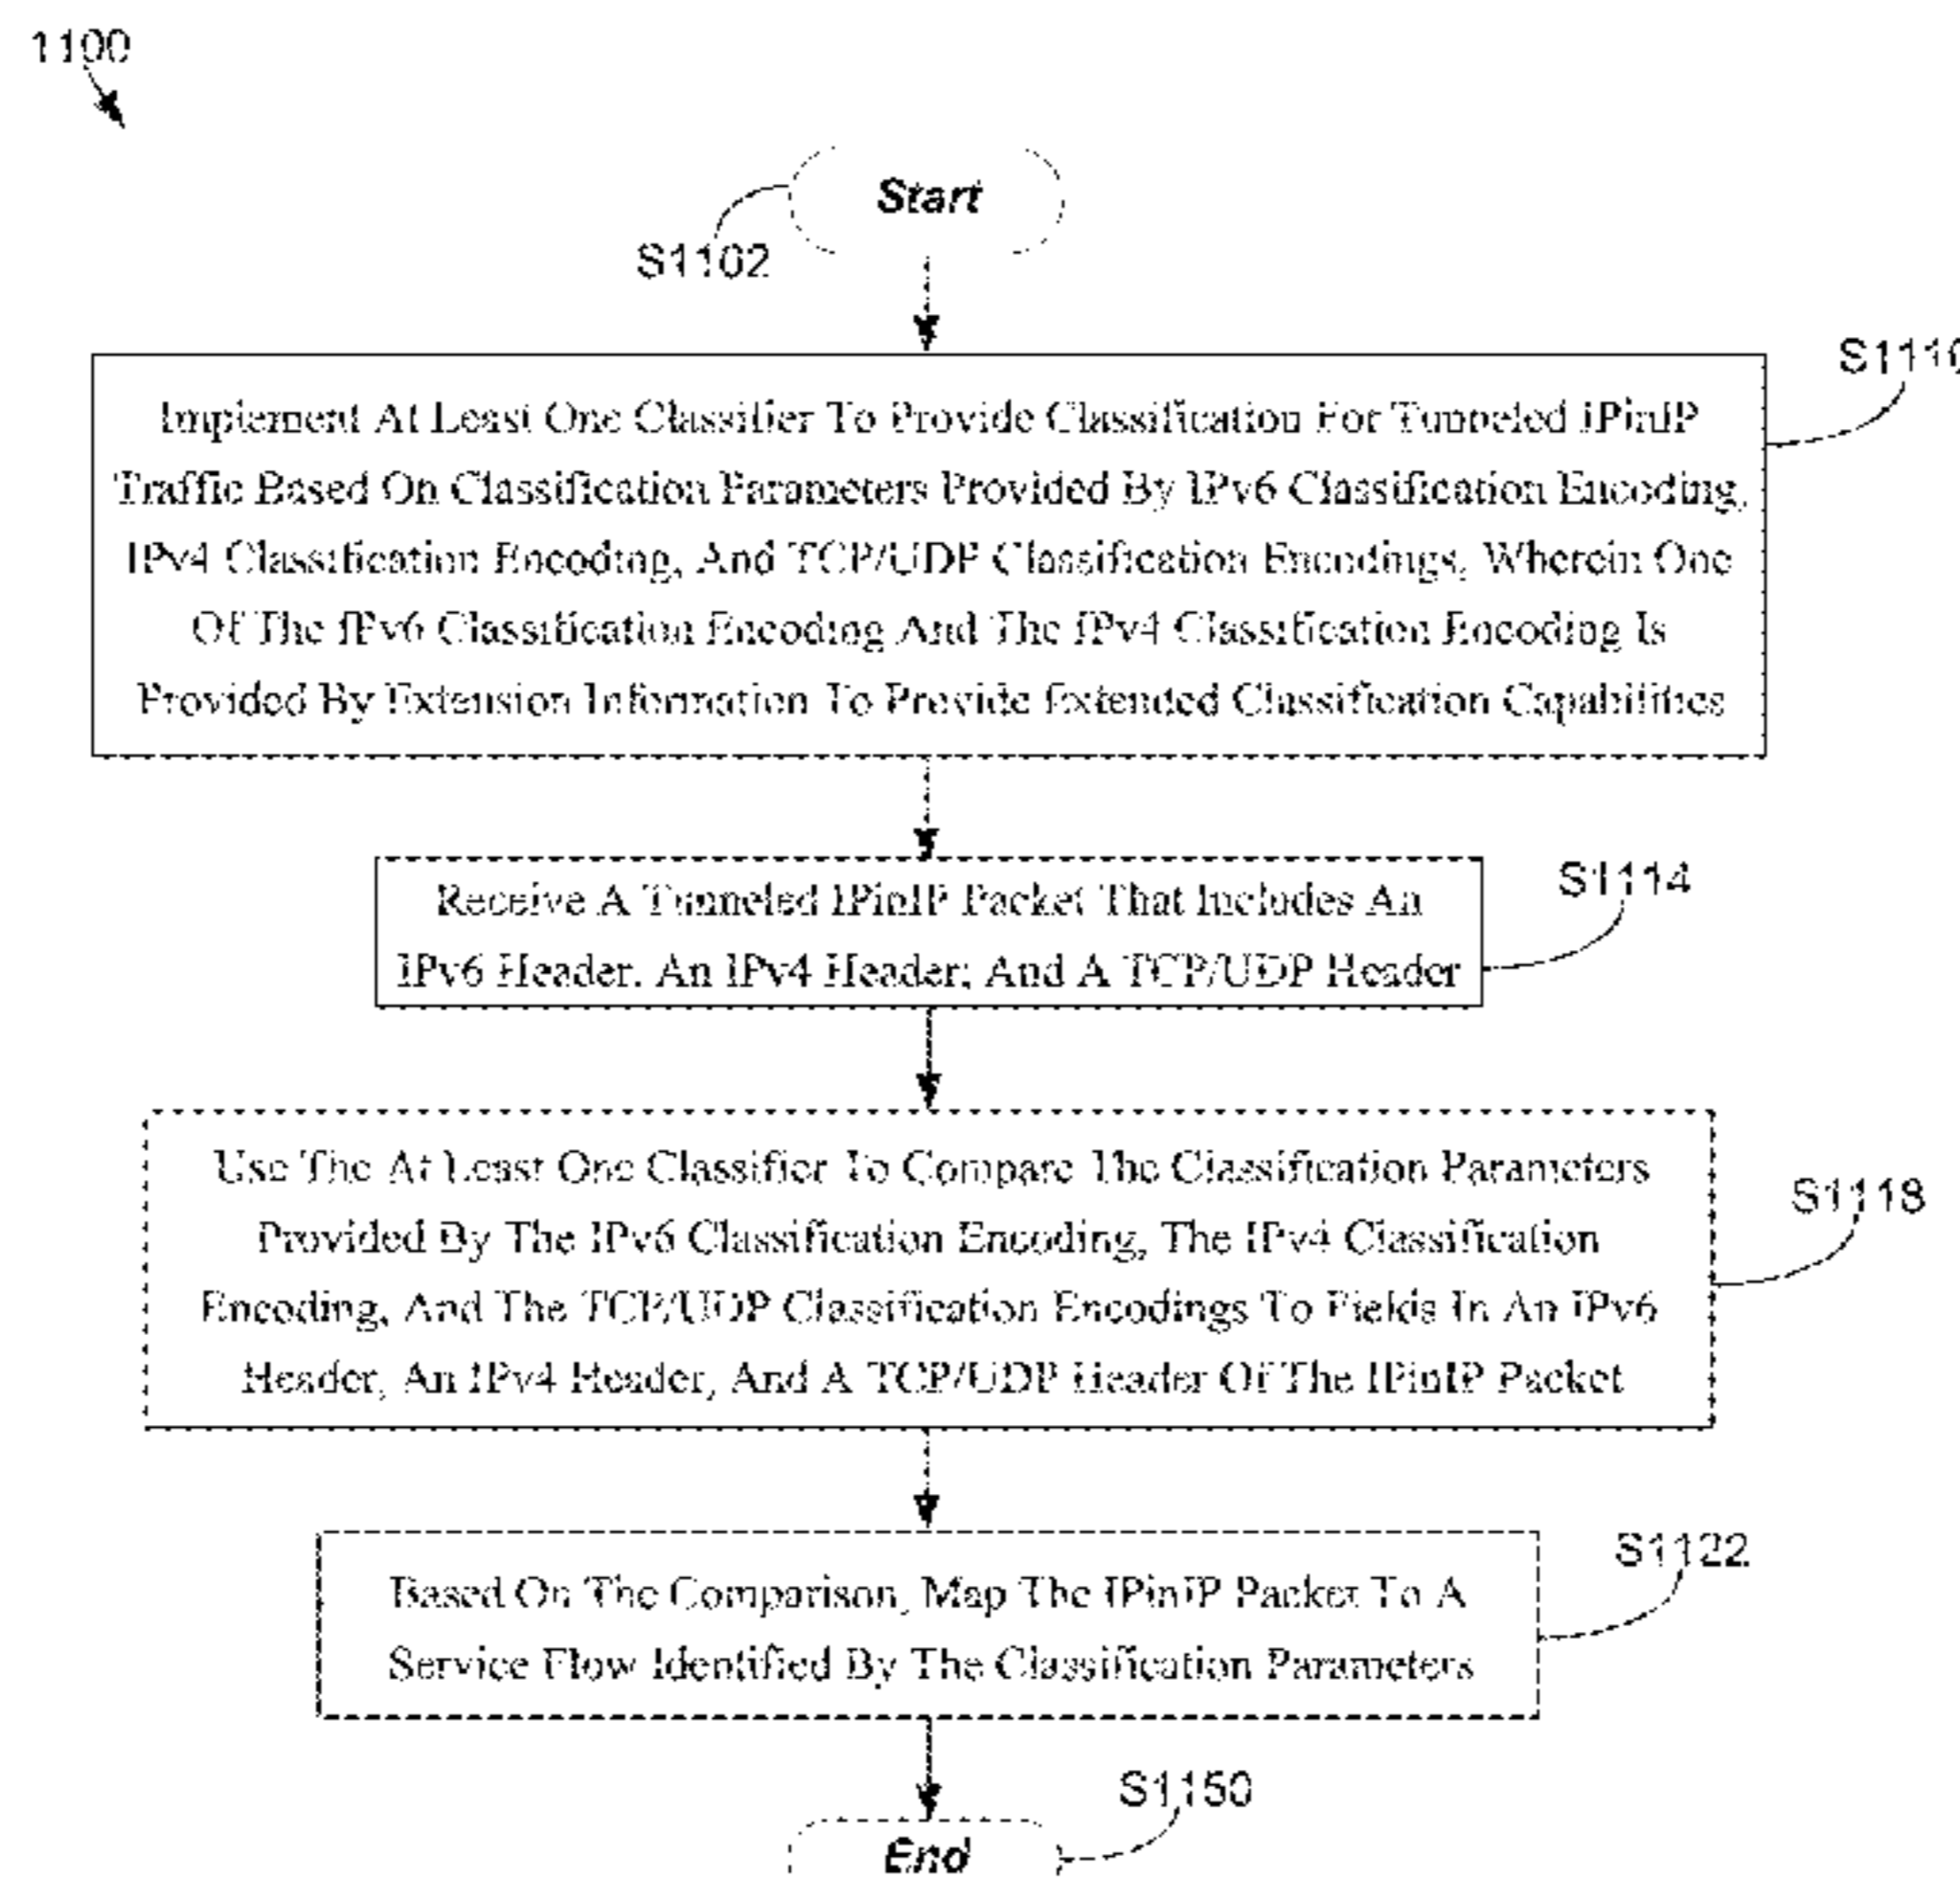 1100
Start
S1102
S1110
Implement At Least One Classifier To Provide Classification For Tunneled IPinIP
Traffic Based On Classification Parameters Provided By IPv6 Classification Encoding,
IPv4 Classification Encoding, And TCP/UDP Classification Encodings, Wherein One
Of The IPv6 Classification Encoding And The IPv4 Classification Encoding Is
Provided By Extension Information To Provide Extended Classification Capabilities
S1114
Receive A Tunneled IPinIP Packet That Includes An
IPv6 Header, An IPv4 Header, And A TCP/UDP Header
Use The At Least One Classifier To Compare The Classification Parameters
S1118
Provided By The IPv6 Classification Encoding, The IPv4 Classification
Encoding, And The TCP/UDP Classification Encodings To Fields In An IPv6
Header, An IPv4 Header, And A TCP/UDP Header Of The IPinIP Packet
S1122
Based On The Comparison, Map The IPinIP Packet To A
Service Flow Identified By The Classification Parameters
S1150
End